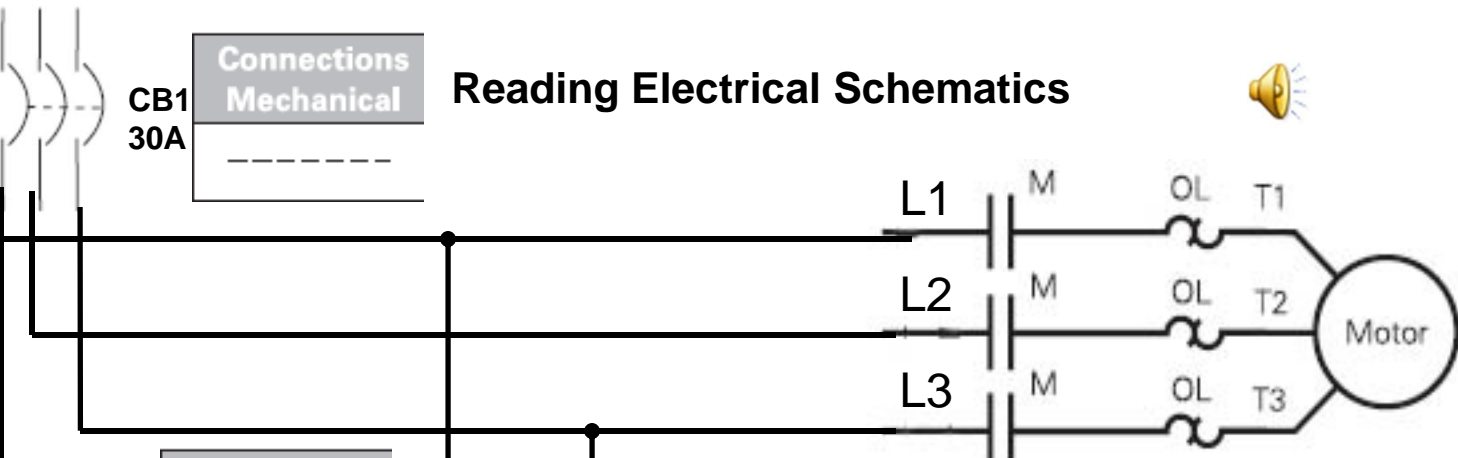 Connections
Mechanical
CB1
30A
Reading Electrical Schematics
L1
M
OL
T1
L2
M
OL
T2
Motor
L3
M
OL
T3